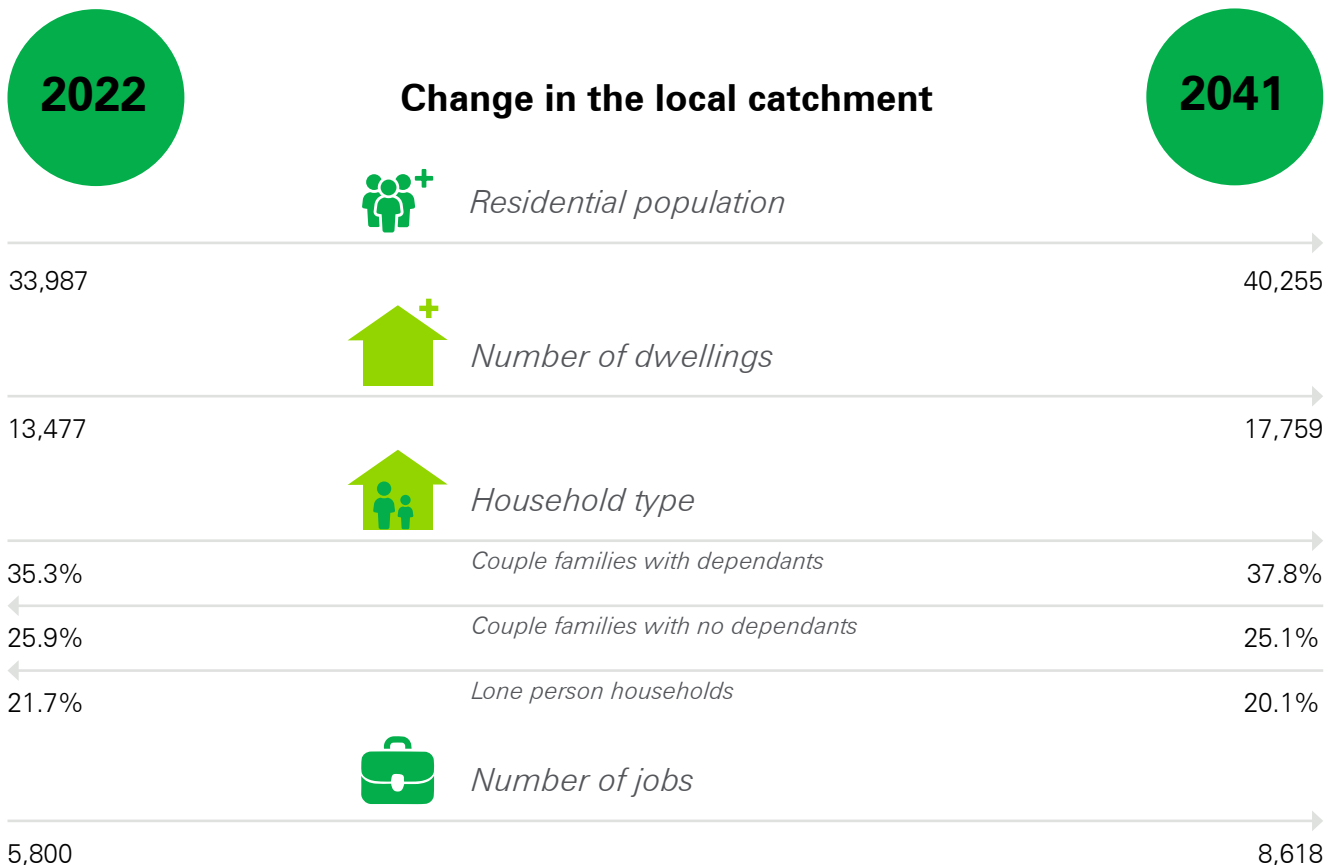 2022 Change in the local catchment 2041
Residential population
33,987 40,255
Number of dwellings
13,477 17,759
Household type
Couple families with dependants
35.3% 37.8%
Couple families with no dependants
25.9% 25.1%
Lone person households
21.7% 20.1%
Number of jobs
5,800 8,618